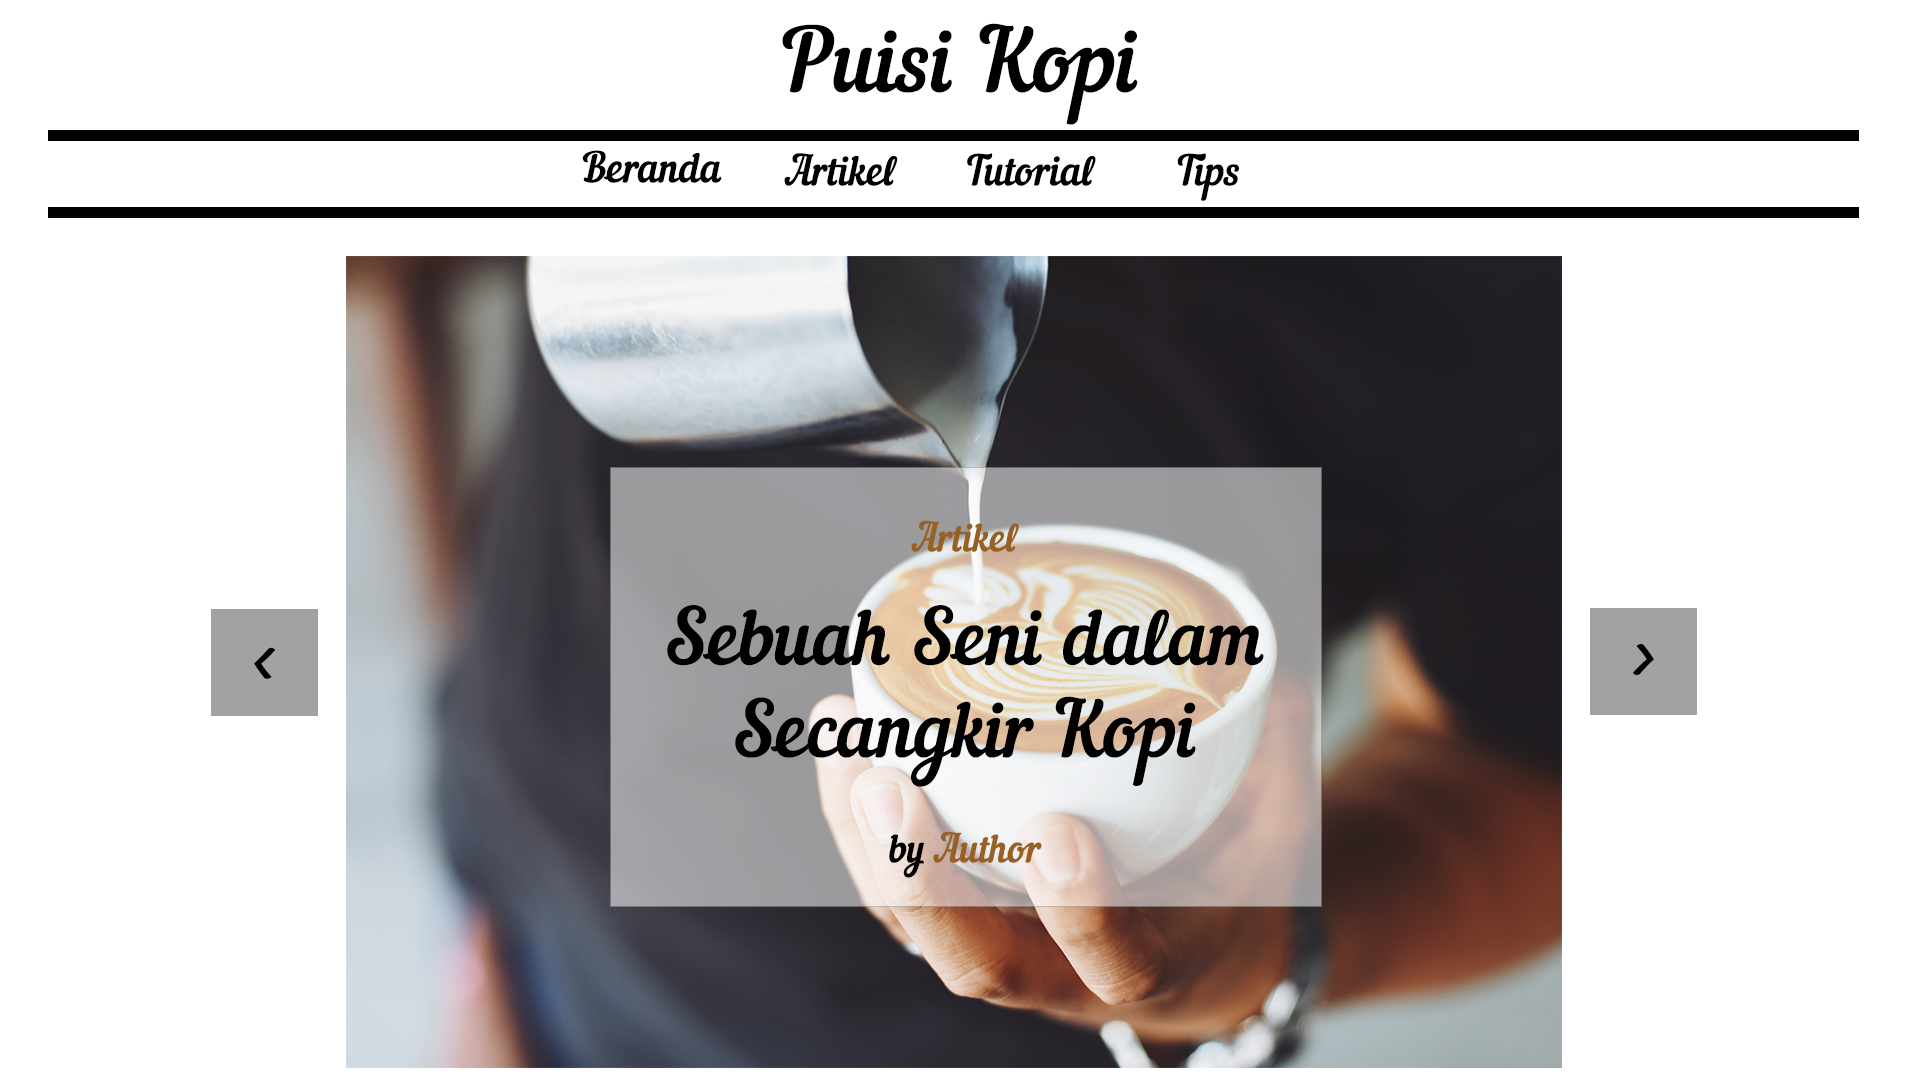 Puisi Kopi
Beranda Artikel Tutorial Tips
Artikel
Sebuah Seni dalam
Secangkir Kopi
by Author